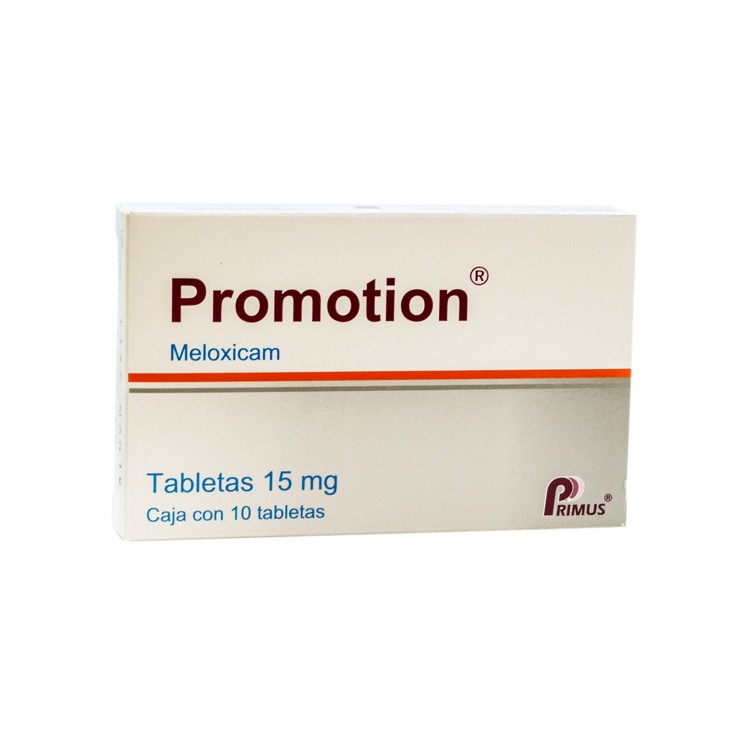 Promotion®
Meloxicam
Tabletas 15 mg
Caja con 10 tabletas
PRIMUS®